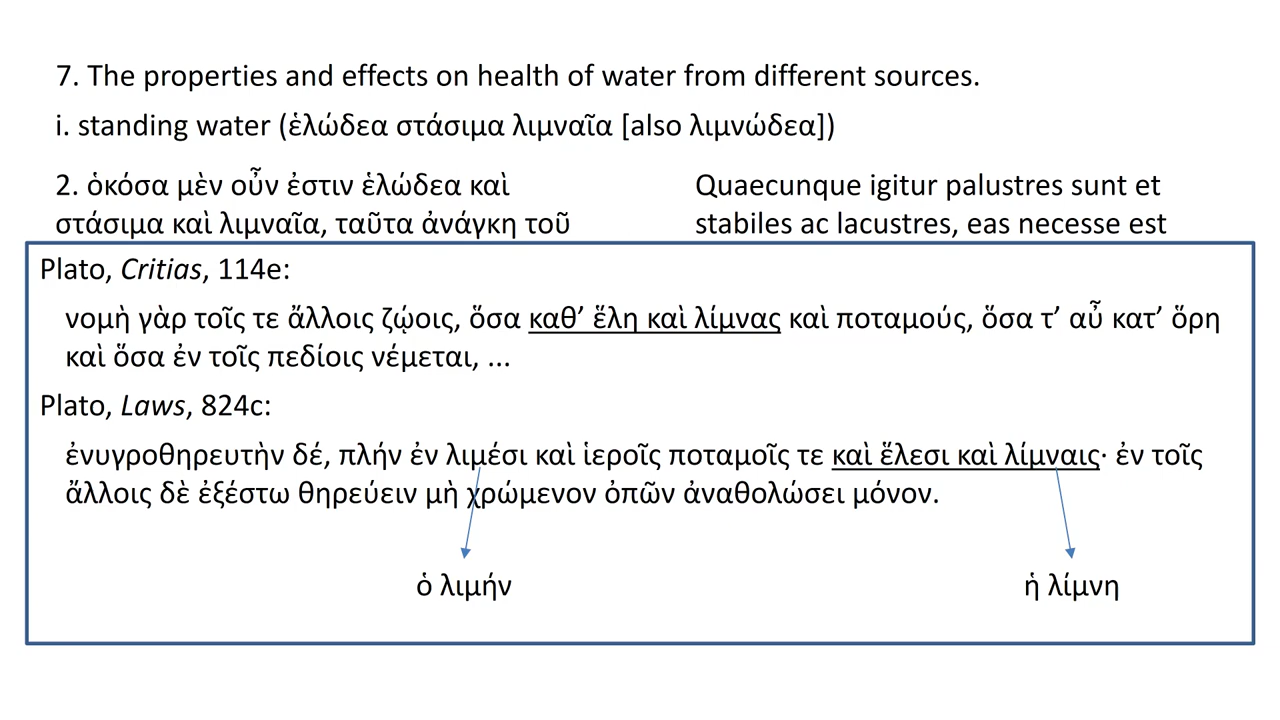 7. The properties and effects on health of water from different sources.
i. standing water (ἑλώδεα στάσιμα λιμναῖα [also λιμνώδεα])
2. ὁκόσα μὲν οὖν ἐστιν ἑλώδεα καὶ
στάσιμα καὶ λιμναῖα, ταῦτα ἀνάγκη τοῦ
Quaecunque igitur palustres sunt et
stabiles ac lacustres, eas necesse est
Plato, Critias, 114e:
νομὴ γὰρ τοῖς τε ἄλλοις ζῴοις, ὅσα καθ’ ἕλη καὶ λίμνας καὶ ποταμούς, ὅσα τ’ αὖ κατ’ ὄρη
καὶ ὅσα ἐν τοῖς πεδίοις νέμεται, ...
Plato, Laws, 824c:
ἐνυγροθηρευτὴν δέ, πλήν ἐν λιμέσι καὶ ἱεροῖς ποταμοῖς τε καὶ ἕλεσι καὶ λίμναις· ἐν τοῖς
ἄλλοις δὲ ἐξέστω θηρεύειν μὴ χρώμενον ὀπῶν ἀναθολώσει μόνον.
ὁ λιμήν
ἡ λίμνη